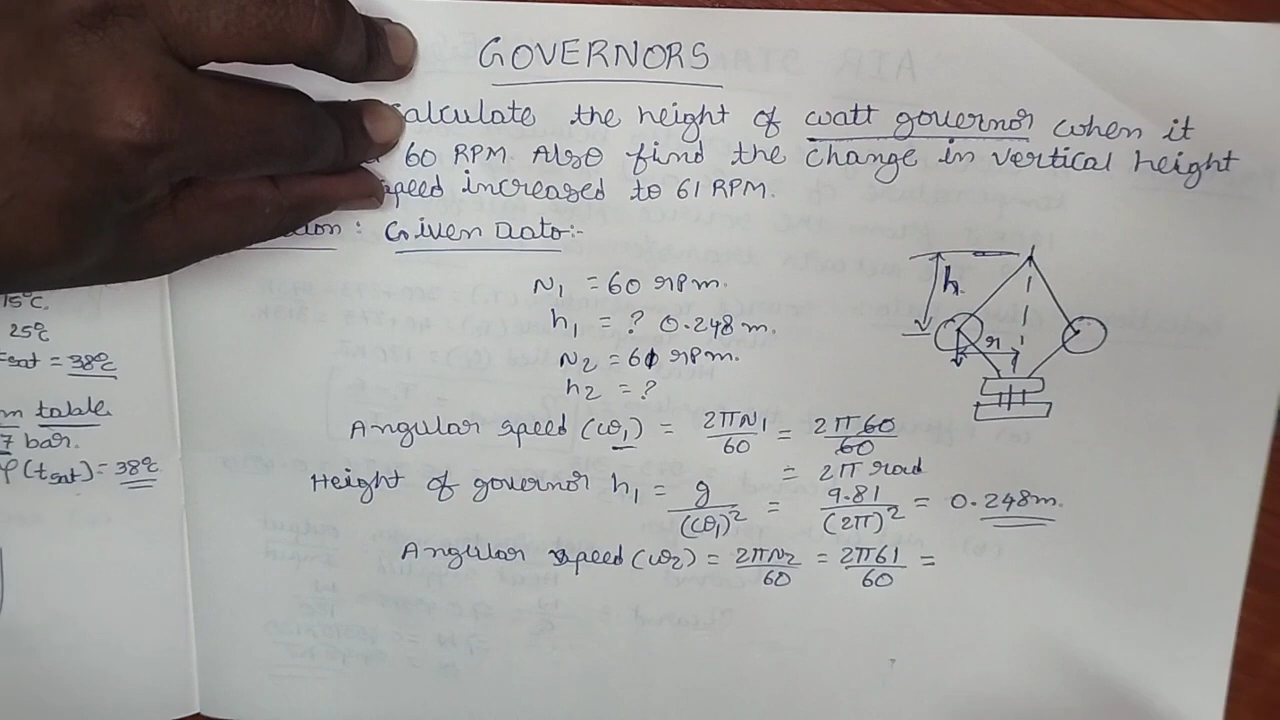 GOVERNORS
calculate the height of watt governor when it
60 RPM. Also find the change in vertical height
speed increased to 61 RPM.
: Given Data:-
N1 = 60 rpm.
h1 = ? 0.248 m.
N2 = 61 rpm.
h2 = ?
h.
r
Angular speed (ω1) = 2πN1/60 = 2π60/60
= 2π rad
Height of governor h1 = g/(ω1)² = 9.81/(2π)² = 0.248m.
Angular speed (ω2) = 2πN2/60 = 2π61/60 =
15°C.
25°C
sat = 38°C
table
7 bar.
(tsat) = 38°C